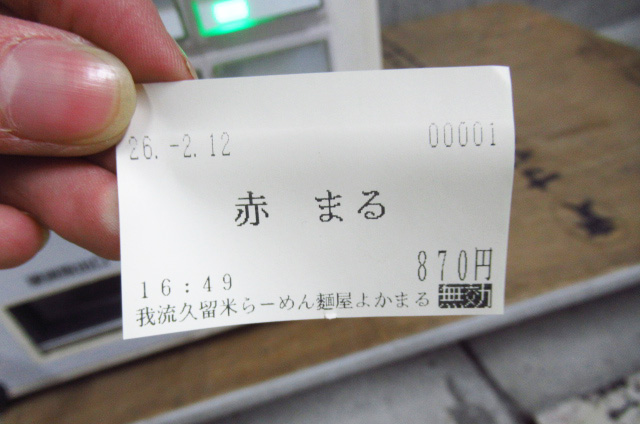 26.-2.12 00001
赤 まる
870円
16:49
我流久留米らーめん麵屋よかまる 無効